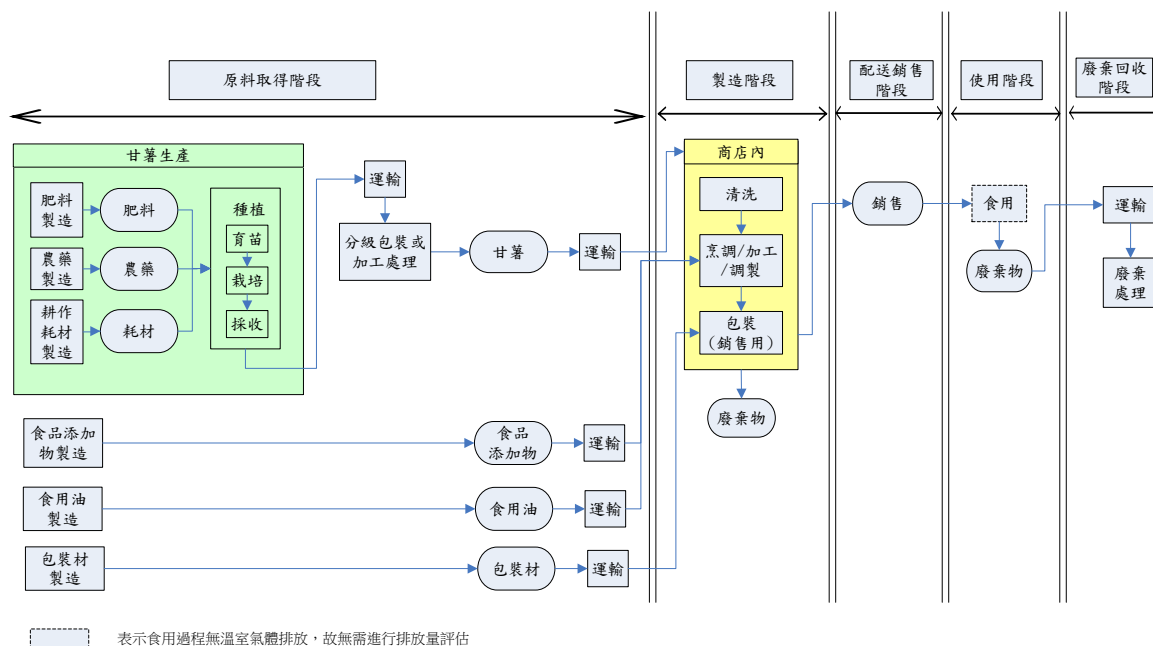 原料取得階段
製造階段
配送銷售
階段
使用階段
廢棄回收
階段
甘薯生產
肥料
製造
肥料
農藥
製造
農藥
耕作
耗材
製造
耗材
種植
育苗
栽培
採收
運輸
分級包裝或
加工處理
甘薯
運輸
商店內
清洗
烹調/加工
/調製
包裝
(銷售用)
廢棄物
銷售
食用
廢棄物
運輸
廢棄
處理
食品添加
物製造
食品
添加物
運輸
食用油
製造
食用油
運輸
包裝材
製造
包裝材
運輸
表示食用過程無溫室氣體排放，故無需進行排放量評估